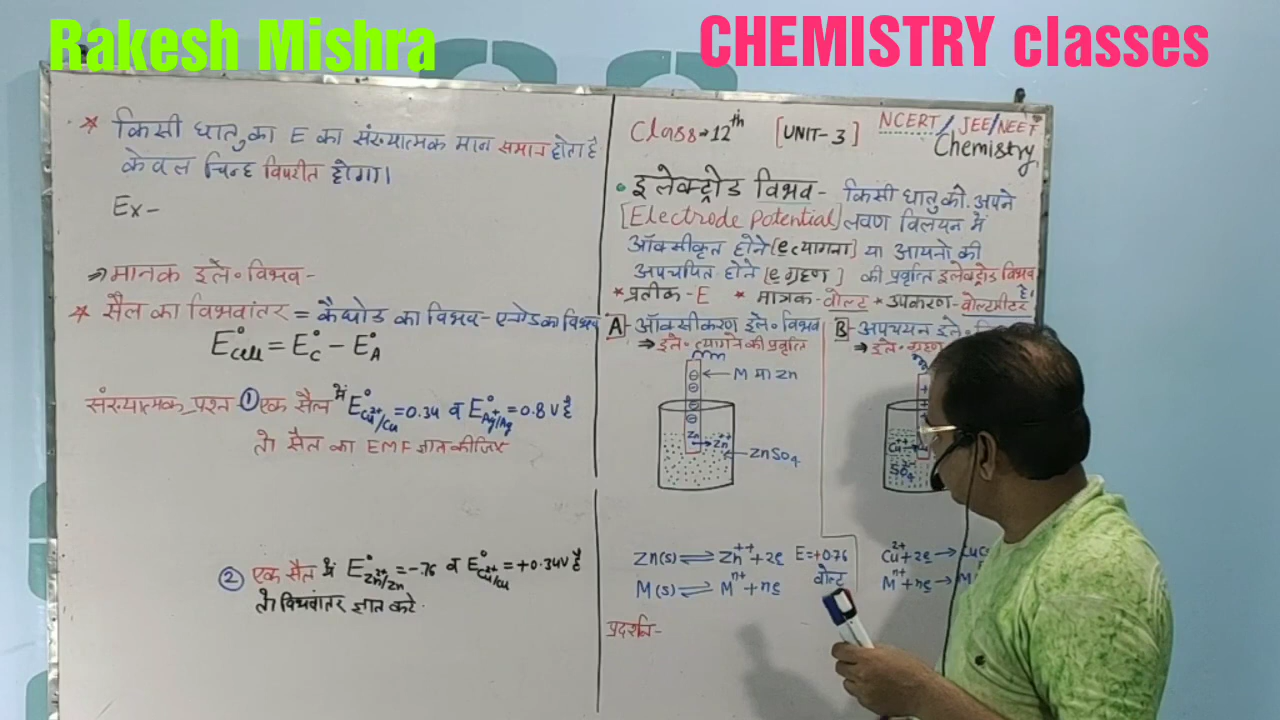 Rakesh Mishra
CHEMISTRY classes
* किसी धातु का E का संख्यात्मक मान समान होता है
केवल चिन्ह विपरीत होगा।
Ex-
⇒ मानक इले॰ विभव-
* सैल का विभवांतर = कैथोड का विभव - एनोड का विभव
E°cell = E°C - E°A
संख्यात्मक प्रश्न - ① एक सैल में E°Cu²⁺/Cu = 0.34 व E°Ag⁺/Ag = 0.8 V है
तो सैल का EMF ज्ञात कीजिए
② एक सैल में E°Zn²⁺/Zn = -76 व E°Cu²⁺/Cu = +0.34V है
तो विभवांतर ज्ञात करे.
Class → 12th [UNIT-3] NCERT/JEE/NEET
Chemistry
• इलेक्ट्रोड विभव - किसी धातु को अपने
[Electrode Potential] लवण विलयन में
ऑक्सीकृत होने [e त्यागना] या आयनो की
अपचयित होने [e ग्रहण] की प्रवृत्ति इलेक्ट्रोड विभव है।
* प्रतीक - E * मात्रक - वोल्ट * उपकरण - वोल्टमीटर
A - ऑक्सीकरण इले॰ विभव
⇒ इले॰ त्यागने की प्रवृत्ति
B - अपचयन इले॰
⇒ इले॰ ग्रहण
M या Zn
Zn → Zn⁺⁺
ZnSO₄
Cu⁺⁺ →
SO₄
Zn(s) ⇌ Zn⁺⁺ + 2e E = +0.76
वोल्ट
M(s) ⇌ Mⁿ⁺ + ne
Cu²⁺ + 2e →
Mⁿ⁺ + ne →
प्रदर्शन -